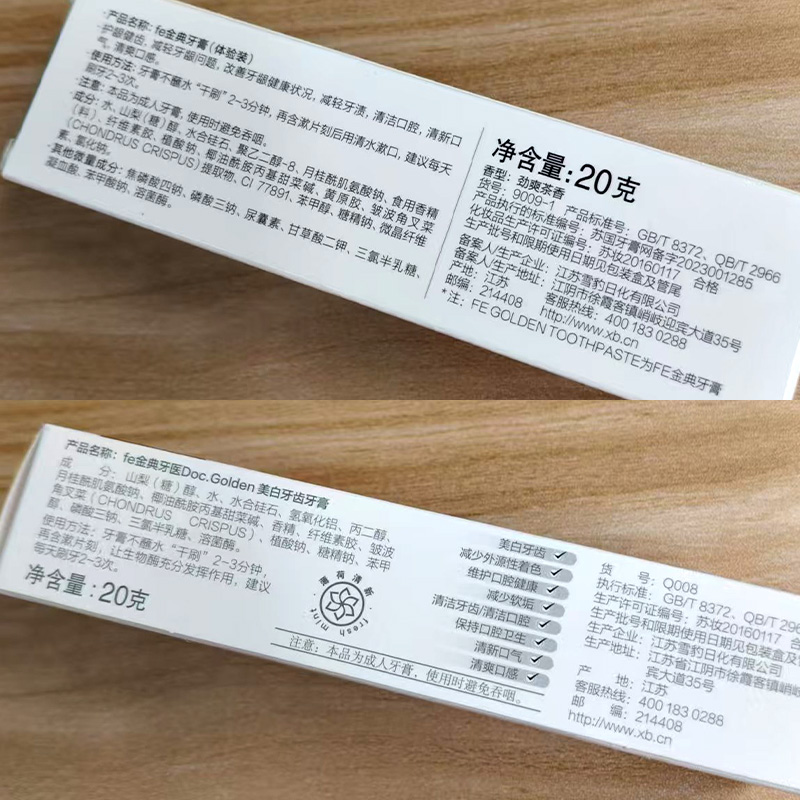 ·产品名称：fe金典牙膏（体验装）
·护龈健齿，减轻牙龈问题，改善牙龈健康状况，减轻牙渍，清洁口腔，清新口
气，清爽口感。
·使用方法：牙膏不蘸水“干刷”2~3分钟，再含漱片刻后用清水漱口，建议每天
刷牙2~3次。
·注意：本品为成人牙膏，使用时避免吞咽。
·成分：水、山梨（糖）醇、水合硅石、聚乙二醇-8、月桂酰肌氨酸钠、食用香精
（料）、纤维素胶、植酸钠、椰油酰胺丙基甜菜碱、黄原胶、皱波角叉菜
（CHONDRUS CRISPUS）提取物、CI 77891、苯甲醇、糖精钠、微晶纤维
素、氯化钠。
·其他微量成分：焦磷酸四钠、磷酸三钠、尿囊素、甘草酸二钾、三氯半乳糖、
凝血酸、苯甲酸钠、溶菌酶。
净含量：20克
香型：劲爽茶香
货号：9009-1 产品标准号：GB/T 8372、QB/T 2966
产品执行的标准编号：苏国牙膏网备字2023001285
化妆品生产许可证编号：苏妆20160117 合格
生产批号和限期使用日期见包装盒及管尾
备案人/生产企业：江苏雪豹日化有限公司
备案人/生产地址：江阴市徐霞客镇峭岐迎宾大道35号
产地：江苏 客服热线：400 183 0288
邮编：214408 http://www.xb.cn
*注：FE GOLDEN TOOTHPASTE为FE金典牙膏
产品名称：fe金典牙医Doc.Golden 美白牙齿牙膏
成 分：山梨（糖）醇、水、水合硅石、氢氧化铝、丙二醇、
月桂酰肌氨酸钠、椰油酰胺丙基甜菜碱、香精、纤维素胶、皱波
角叉菜（CHONDRUS CRISPUS）、植酸钠、糖精钠、苯甲
醇、磷酸三钠、三氯半乳糖、溶菌酶。
使用方法：牙膏不蘸水“干刷”2~3分钟，
再含漱片刻，让生物酶充分发挥作用，建议
每天刷牙2~3次。
净含量：20克
薄荷清新
fresh mint
美白牙齿
减少外源性着色
维护口腔健康
减少软垢
清洁牙齿/清洁口腔
保持口腔卫生
清新口气
清爽口感
注意：本品为成人牙膏，使用时避免吞咽。
货 号：Q008
执行标准：GB/T 8372、QB/T 296
生产许可证编号：苏妆20160117 合
生产批号和限期使用日期见包装盒及
生产企业：江苏雪豹日化有限公司
生产地址：江苏省江阴市徐霞客镇峭岐
宾大道35号
产 地：江苏
客服热线：400 183 0288
邮 编：214408
http://www.xb.cn